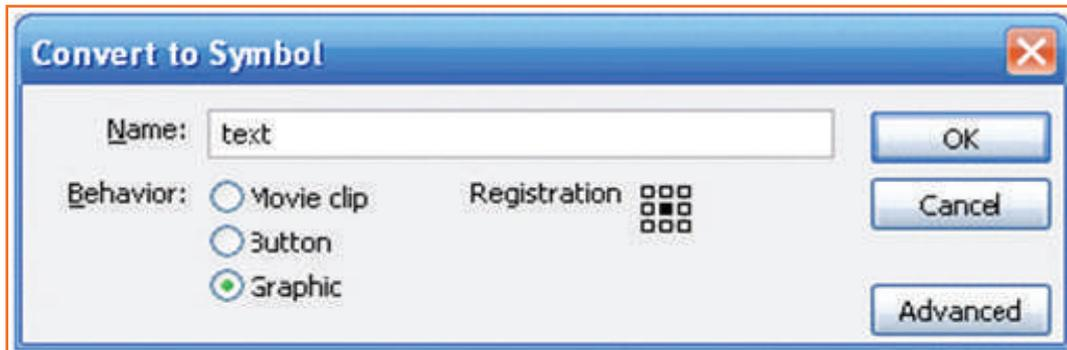 Convert to Symbol
Name: text OK
Behavior: Movie clip Registration Cancel
Button
Graphic
Advanced